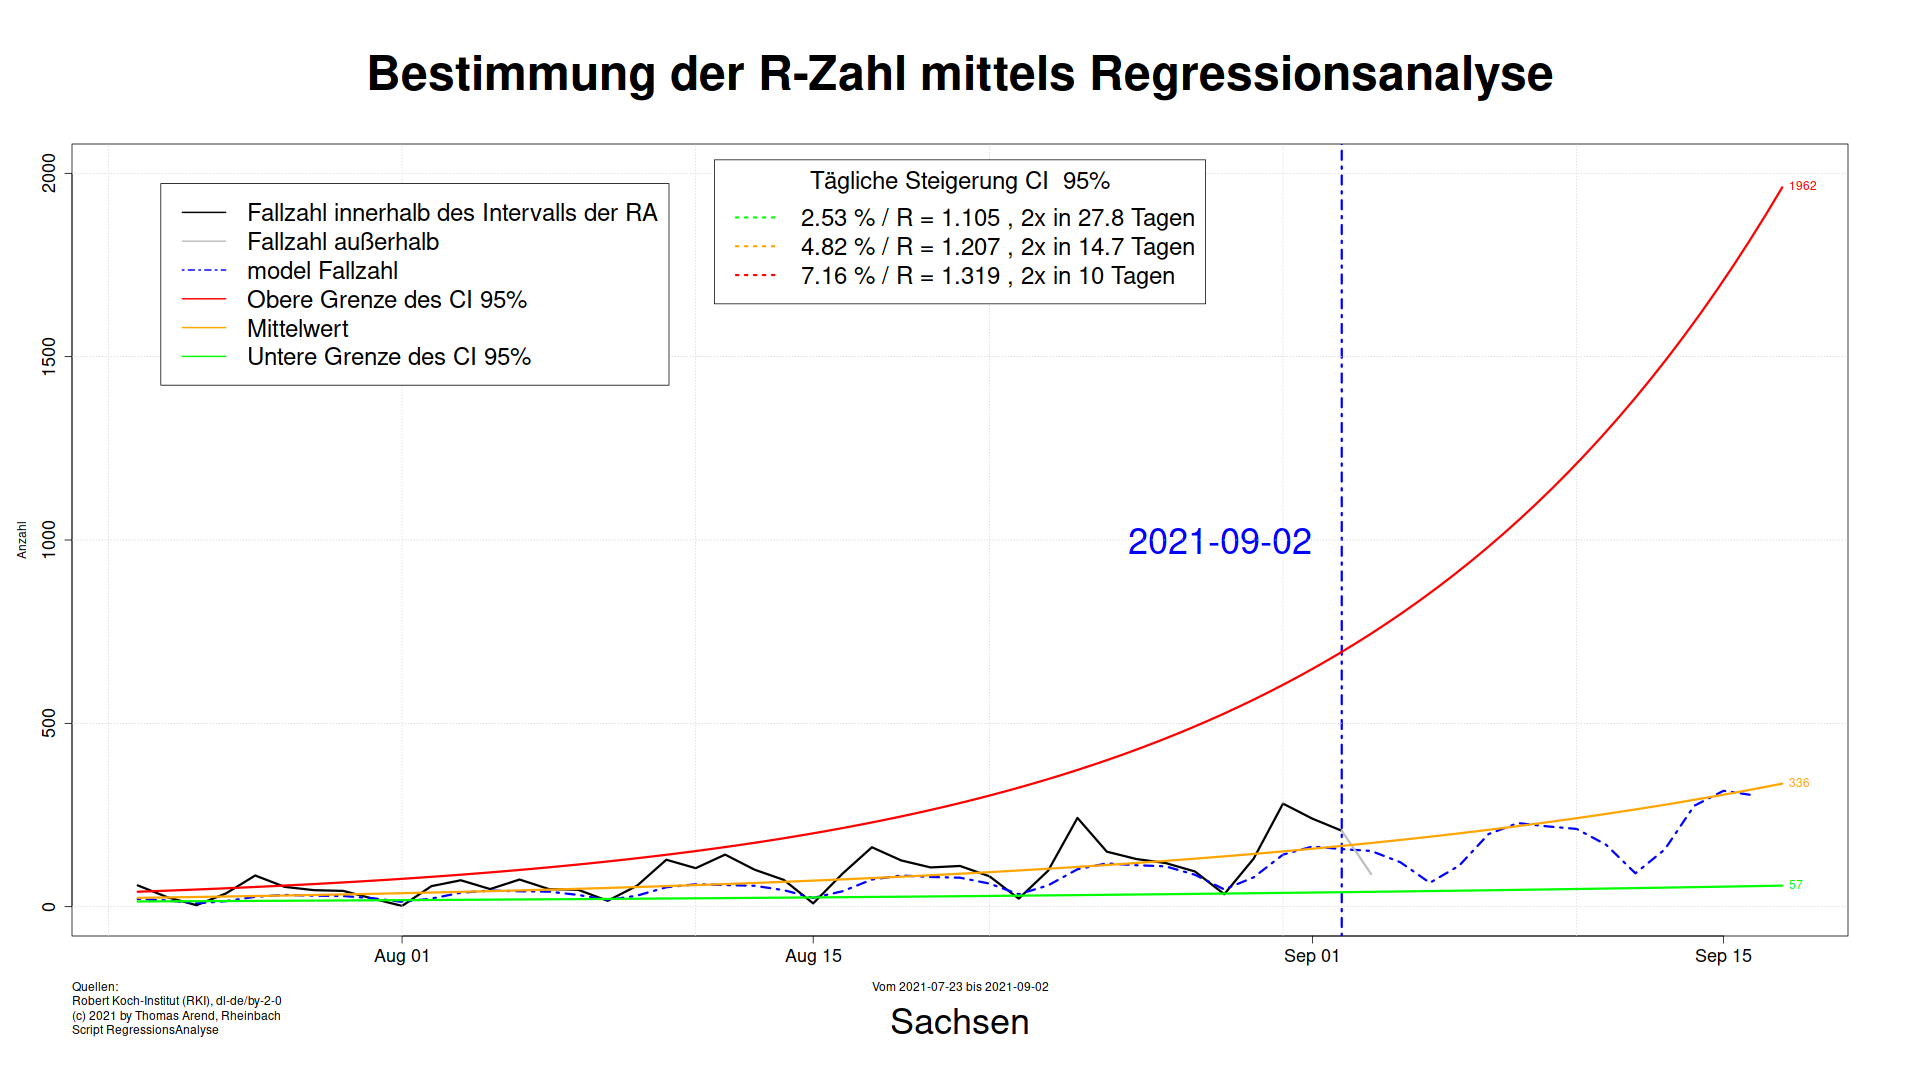 Bestimmung der R-Zahl mittels Regressionsanalyse
Fallzahl innerhalb des Intervalls der RA
Fallzahl außerhalb
model Fallzahl
Obere Grenze des CI 95%
Mittelwert
Untere Grenze des CI 95%
Tägliche Steigerung CI  95%
2.53 % / R = 1.105 , 2x in 27.8 Tagen
4.82 % / R = 1.207 , 2x in 14.7 Tagen
7.16 % / R = 1.319 , 2x in 10 Tagen
2000
1500
1000
500
0
Anzahl
2021-09-02
1962
336
57
Aug 01
Aug 15
Sep 01
Sep 15
Vom 2021-07-23 bis 2021-09-02
Sachsen
Quellen:
Robert Koch-Institut (RKI), dl-de/by-2-0
(c) 2021 by Thomas Arend, Rheinbach
Script RegressionsAnalyse